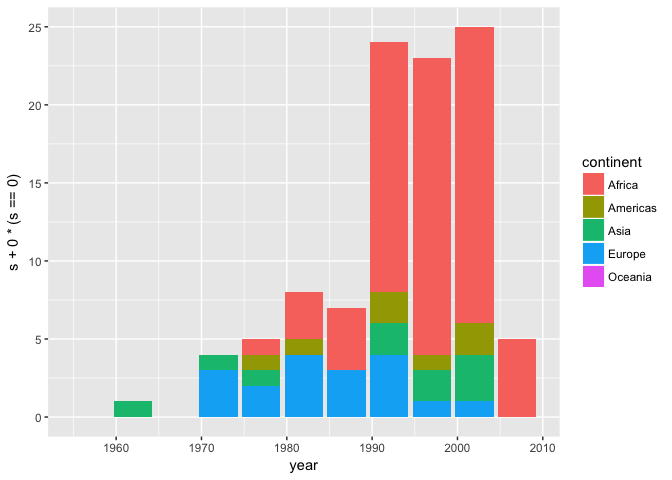 25
20
15
10
5
0
s + 0 * (s == 0)
1960 1970 1980 1990 2000 2010
year
continent
Africa
Americas
Asia
Europe
Oceania